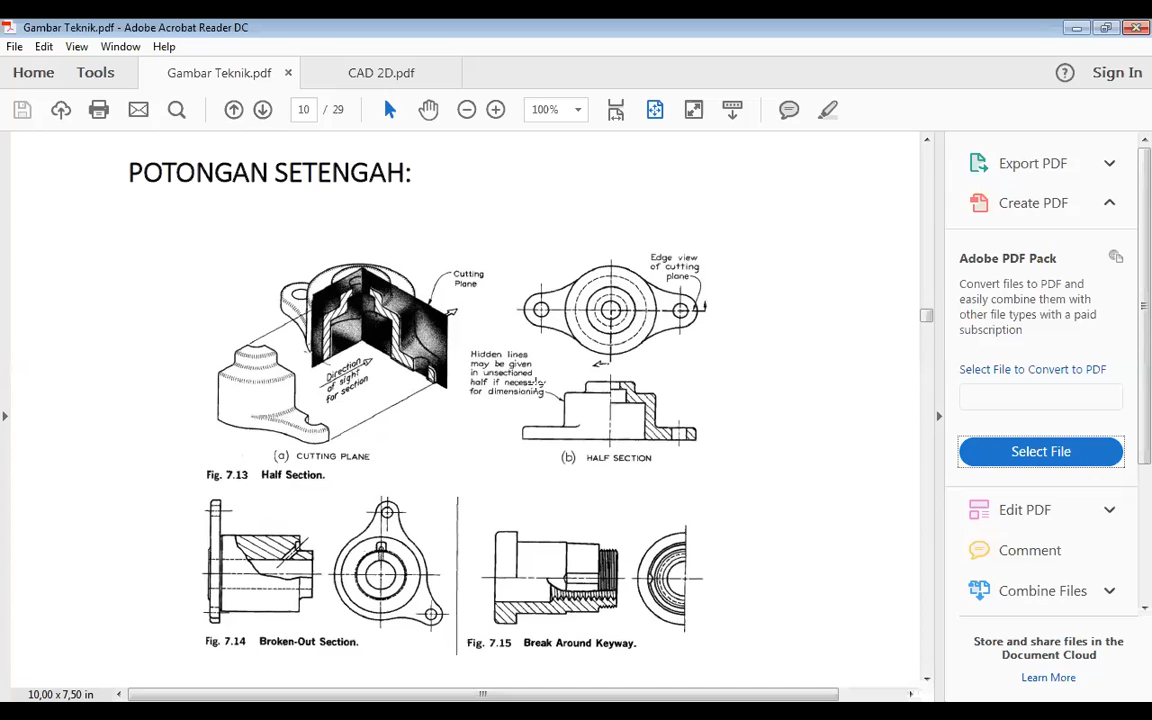 Gambar Teknik.pdf - Adobe Acrobat Reader DC
File Edit View Window Help
Home Tools Gambar Teknik.pdf × CAD 2D.pdf ? Sign In
10 / 29 100%
POTONGAN SETENGAH:
Cutting
Plane
Direction
of sight
for section
(a) CUTTING PLANE
Fig. 7.13 Half Section.
Edge view
of cutting
plane
Hidden lines
may be given
in unsectioned
half if necessary
for dimensioning
(b) HALF SECTION
Fig. 7.14 Broken-Out Section.
Fig. 7.15 Break Around Keyway.
10,00 x 7,50 in
Export PDF
Create PDF
Adobe PDF Pack
Convert files to PDF and
easily combine them with
other file types with a paid
subscription
Select File to Convert to PDF
Select File
Edit PDF
Comment
Combine Files
Store and share files in the
Document Cloud
Learn More